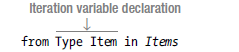 Iteration variable declaration
from Type Item in Items